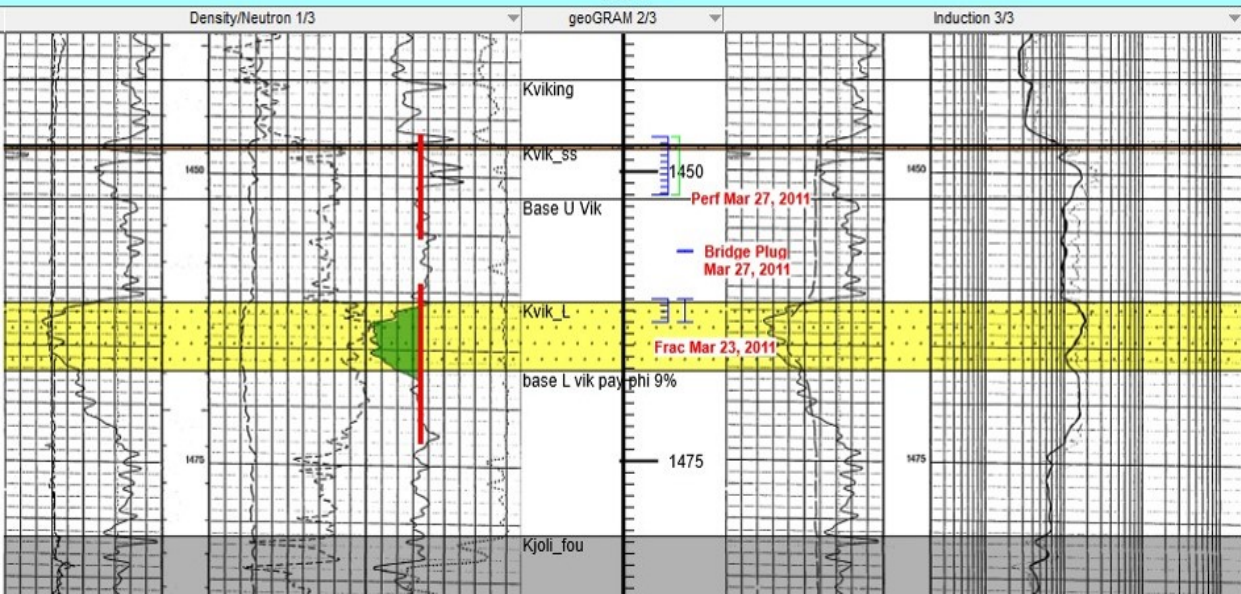 Density/Neutron 1/3
geoGRAM 2/3
Induction 3/3
Kviking
Kvik_ss
1450
1450
1450
Perf Mar 27, 2011
Base U Vik
Bridge Plug
Mar 27, 2011
Kvik_L
Frac Mar 23, 2011
base L vik pay phi 9%
1475
1475
1475
Kjoli_fou